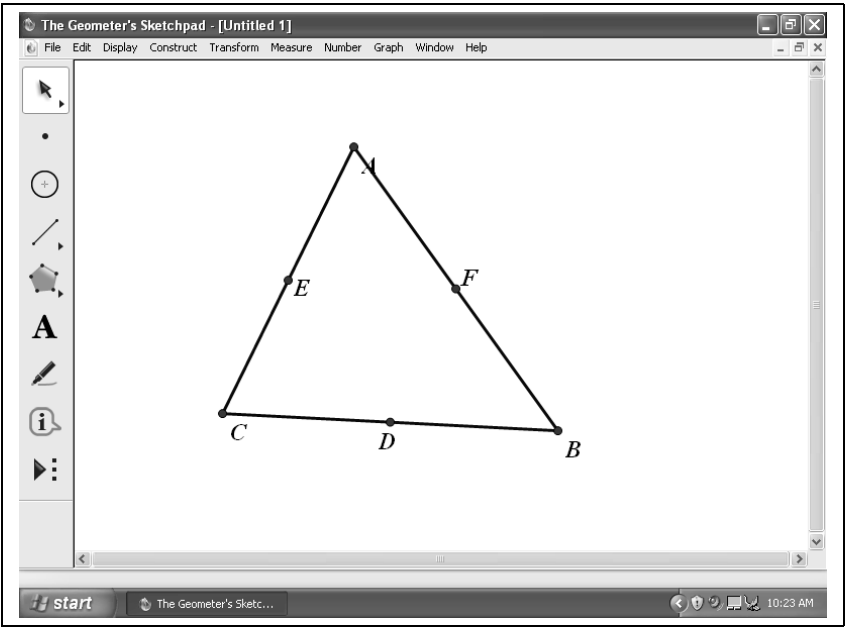 The Geometer's Sketchpad - [Untitled 1]
File Edit Display Construct Transform Measure Number Graph Window Help
A
F
E
C
D
B
A
start The Geometer's Sketc... 10:23 AM